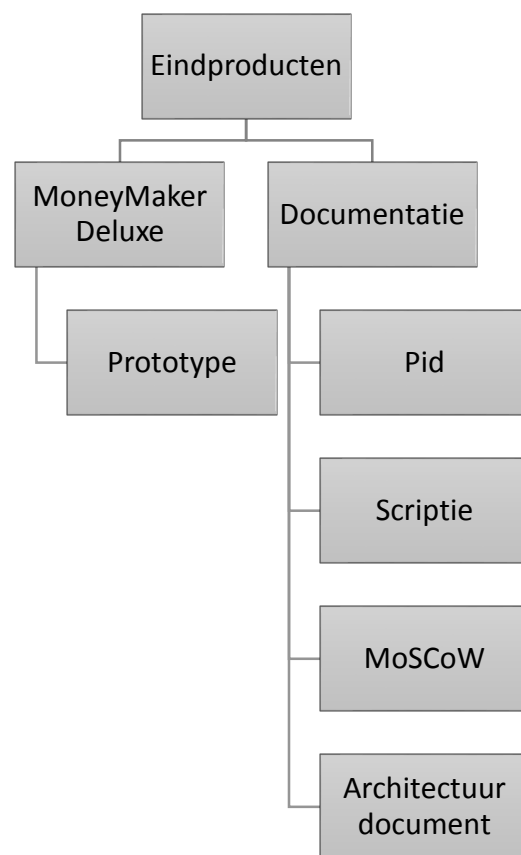 Eindproducten
MoneyMaker
Deluxe
Documentatie
Prototype
Pid
Scriptie
MoSCoW
Architectuur
document